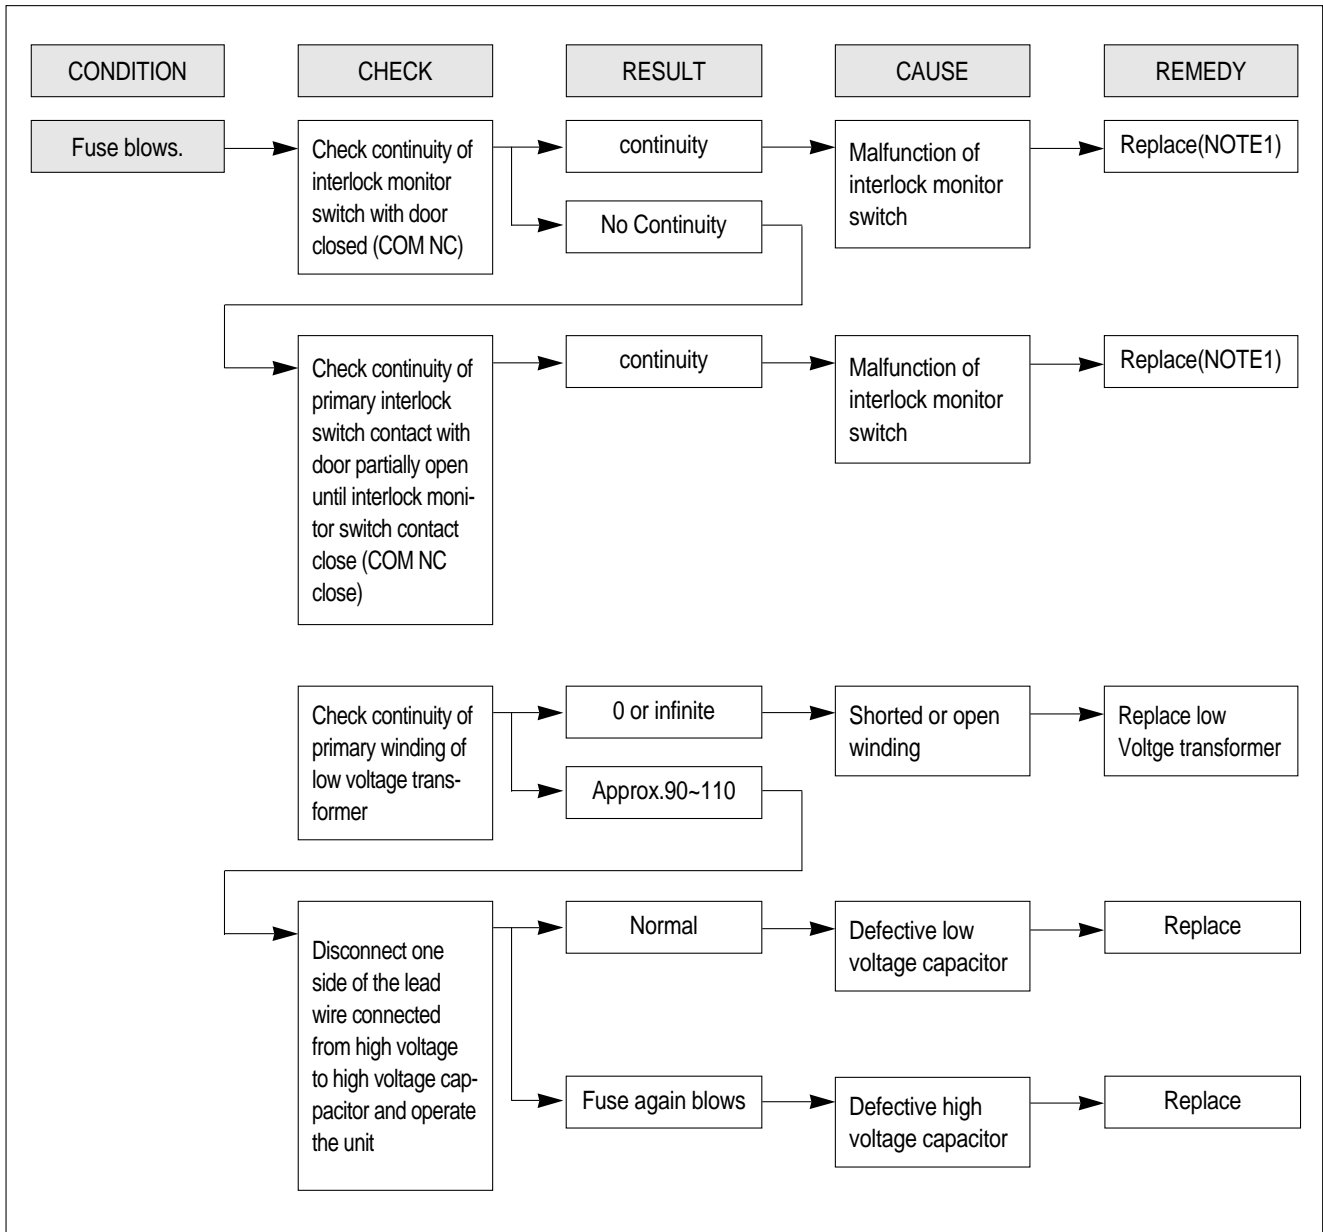 CONDITION
CHECK
RESULT
CAUSE
REMEDY
Fuse blows.
Check continuity of
interlock monitor
switch with door
closed (COM NC)
continuity
Malfunction of
interlock monitor
switch
Replace(NOTE1)
No Continuity
Check continuity of
primary interlock
switch contact with
door partially open
until interlock moni-
tor switch contact
close (COM NC
close)
continuity
Malfunction of
interlock monitor
switch
Replace(NOTE1)
Check continuity of
primary winding of
low voltage trans-
former
0 or infinite
Shorted or open
winding
Replace low
Voltge transformer
Approx.90~110
Disconnect one
side of the lead
wire connected
from high voltage
to high voltage cap-
pacitor and operate
the unit
Normal
Defective low
voltage capacitor
Replace
Fuse again blows
Defective high
voltage capacitor
Replace